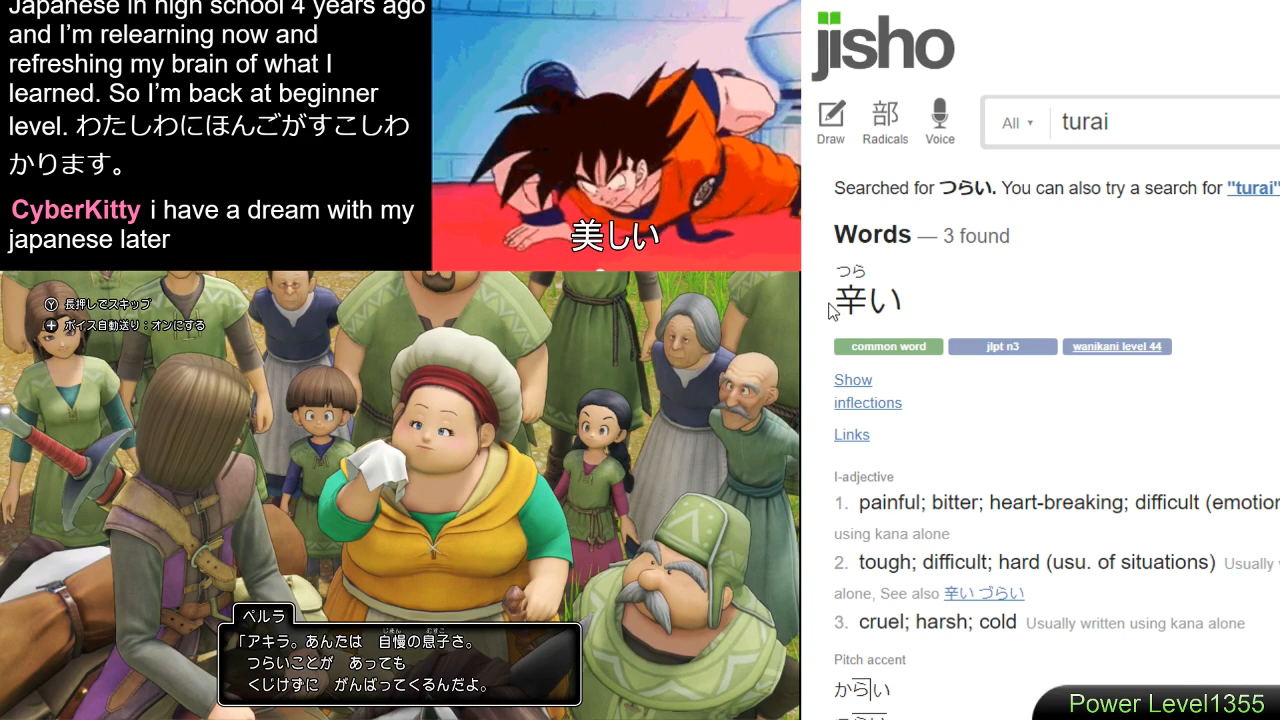 Japanese in high school 4 years ago
and I'm relearning now and
refreshing my brain of what I
learned. So I'm back at beginner
level. わたしわにほんごがすこしわ
かります。
CyberKitty i have a dream with my
japanese later
美しい
Ⓨ 長押しでスキップ
ボイス自動送り：オンにする
ペルラ
じまん むすこ
「アキラ。あんたは 自慢の息子さ。
つらいことが あっても
くじけずに がんばってくるんだよ。
jisho
Draw
部
Radicals
Voice
All
turai
Searched for つらい. You can also try a search for "turai"
Words — 3 found
つら
辛い
common word
jlpt n3
wanikani level 44
Show
inflections
Links
I-adjective
1. painful; bitter; heart-breaking; difficult
using kana alone
2. tough; difficult; hard (usu. of situations) Usually
alone, See also 辛い づらい
3. cruel; harsh; cold Usually written using kana alone
Pitch accent
からい
Power Level1355